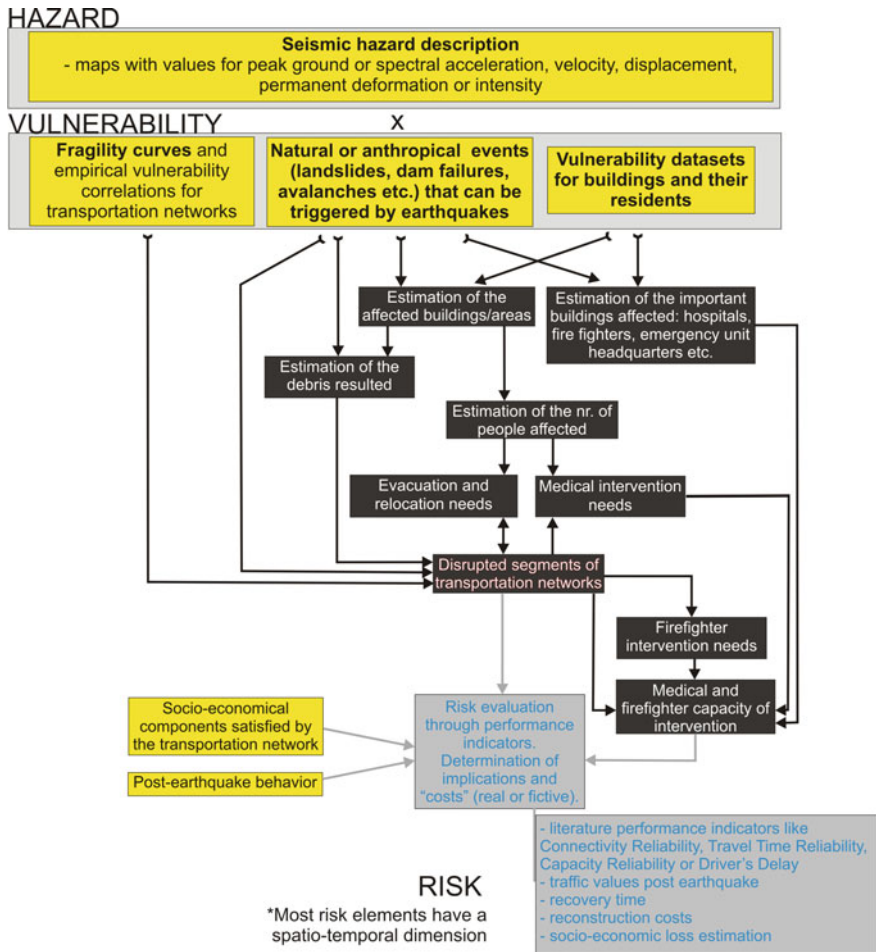 HAZARD
Seismic hazard description
- maps with values for peak ground or spectral acceleration, velocity, displacement,
permanent deformation or intensity
VULNERABILITY
x
Fragility curves and
empirical vulnerability
correlations for
transportation networks
Natural or anthropical events
(landslides, dam failures,
avalanches etc.) that can be
triggered by earthquakes
Vulnerability datasets
for buildings and their
residents
Estimation of the
affected buildings/areas
Estimation of the important
buildings affected: hospitals,
fire fighters, emergency unit
headquarters etc.
Estimation of the
debris resulted
Estimation of the nr. of
people affected
Evacuation and
relocation needs
Medical intervention
needs
Disrupted segments of
transportation networks
Firefighter
intervention needs
Medical and
firefighter capacity of
intervention
Socio-economical
components satisfied by
the transportation network
Post-earthquake behavior
Risk evaluation
through performance
indicators.
Determination of
implications and
“costs” (real or fictive).
- literature performance indicators like
Connectivity Reliability, Travel Time Reliability,
Capacity Reliability or Driver’s Delay
- traffic values post earthquake
- recovery time
- reconstruction costs
- socio-economic loss estimation
RISK
*Most risk elements have a
spatio-temporal dimension